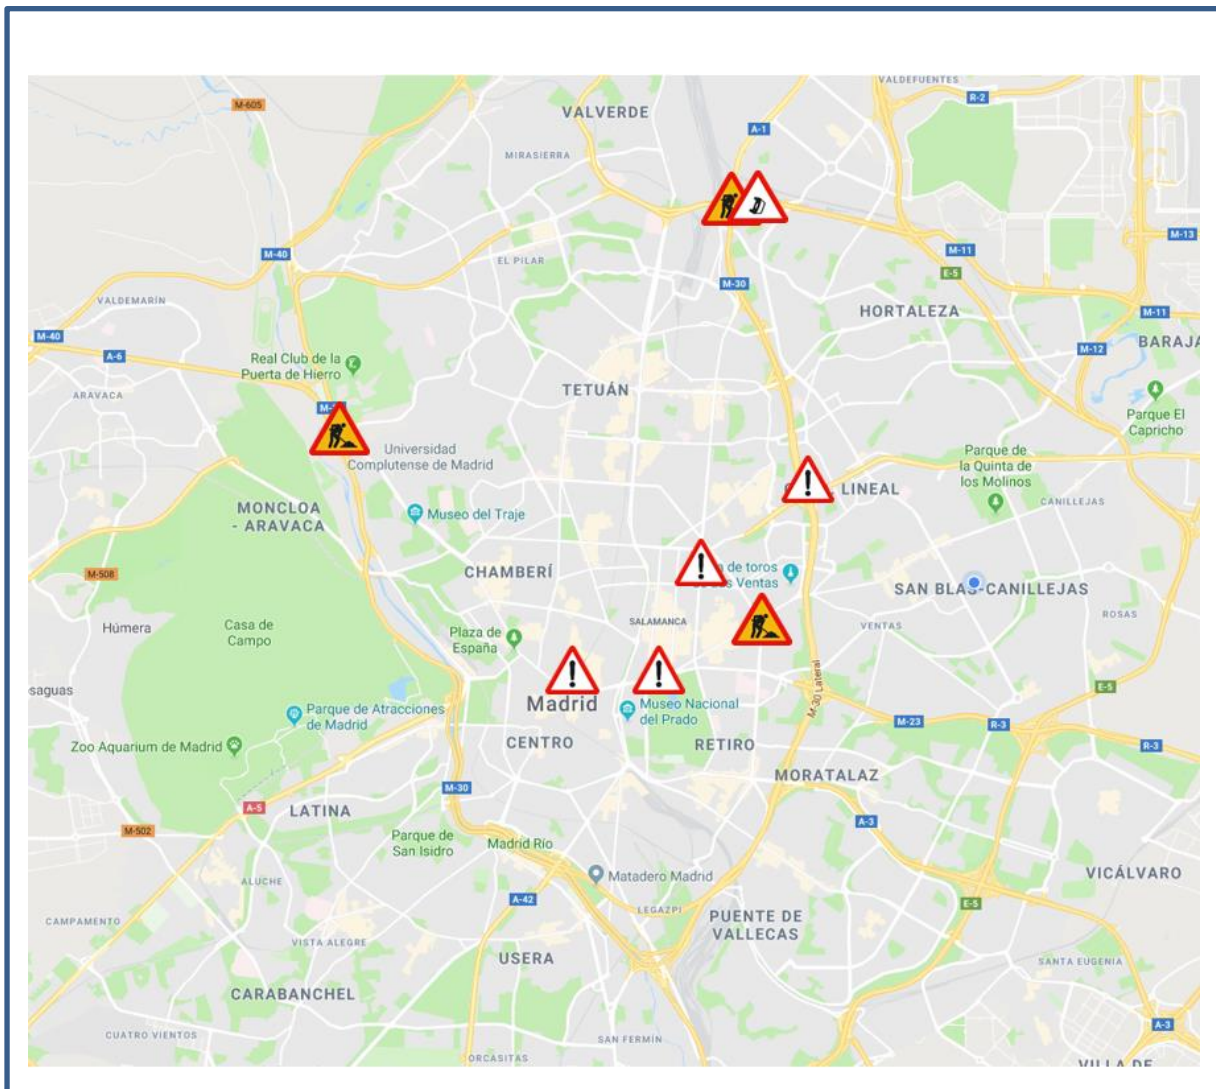 VALDEFUENTES
M-605
R-2
VALVERDE
A-1
MIRASIERRA
M-13
M-40
M-11
EL PILAR
E-5
M-30
VALDEMARÍN
HORTALEZA
M-11
M-40
BARAJA
A-6
M-12
Real Club de la
Puerta de Hierro
TETUÁN
ARAVACA
Parque El
Capricho
Universidad
Complutense de Madrid
Parque de
la Quinta de
los Molinos
LINEAL
CANILLEJAS
MONCLOA
- ARAVACA
Museo del Traje
M-508
CHAMBERÍ
de toros
Ventas
SAN BLAS-CANILLEJAS
ROSAS
Húmera
Casa de
Campo
SALAMANCA
VENTAS
Plaza de
España
saguas
E-5
M-30 Lateral
Parque de Atracciones
de Madrid
Madrid
Museo Nacional
del Prado
M-23
R-3
Zoo Aquarium de Madrid
CENTRO
RETIRO
R-3
MORATALAZ
M-30
A-5
LATINA
A-3
M-502
Parque de
San Isidro
Madrid Río
Matadero Madrid
VICÁLVARO
ALUCHE
A-42
LEGAZPI
E-5
CAMPAMENTO
PUENTE DE
VALLECAS
VISTA ALEGRE
USERA
SANTA EUGENIA
CARABANCHEL
A-3
CUATRO VIENTOS
SAN FERMÍN
ORCASITAS
VILLA DE